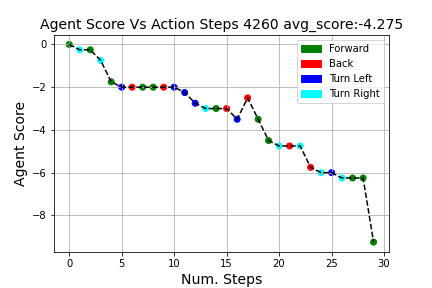 Agent Score Vs Action Steps 4260 avg_score:-4.275
Forward
Back
Turn Left
Turn Right
Agent Score
0
−2
−4
−6
−8
0 5 10 15 20 25 30
Num. Steps